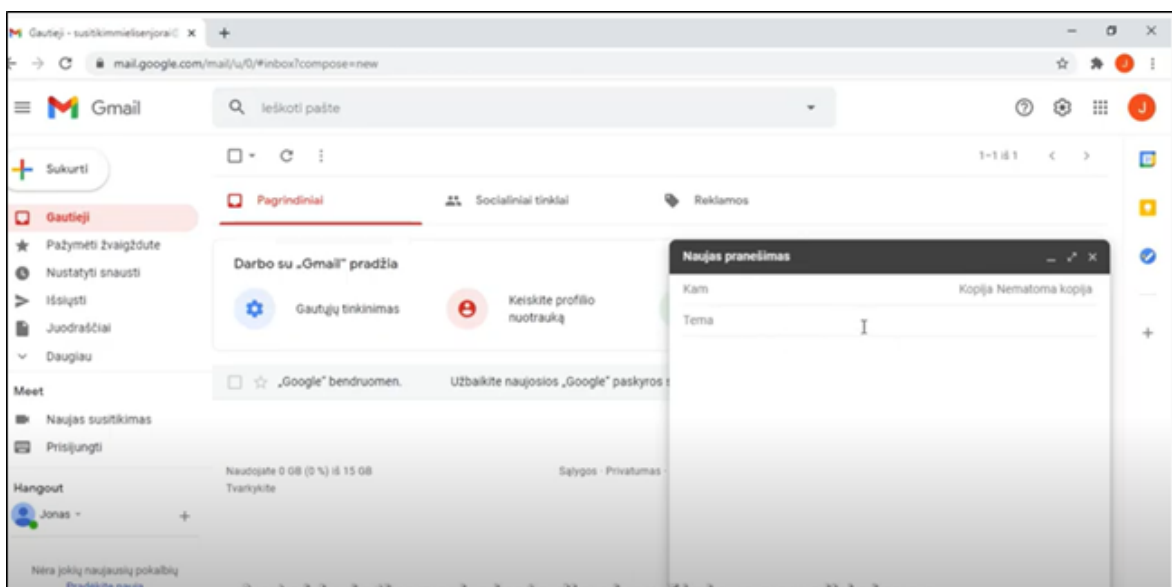 Gautieji - susitikimmielisenjorai
mail.google.com/mail/u/0/#inbox?compose=new
Gmail
Ieškoti pašte
J
Sukurti
1–1 iš 1
Gautieji
Pagrindiniai
Socialiniai tinklai
Reklamos
Pažymėti žvaigždute
Nustatyti snausti
Išsiųsti
Juodraščiai
Daugiau
Darbo su „Gmail" pradžia
Gautųjų tinkinimas
Keiskite profilio
nuotrauką
Naujas pranešimas
Kam
Kopija Nematoma kopija
Tema
„Google" bendruomen.
Užbaikite naujosios „Google" paskyros s
Meet
Naujas susitikimas
Prisijungti
Naudojate 0 GB (0 %) iš 15 GB
Tvarkykite
Sąlygos · Privatumas ·
Hangout
Jonas
Nėra jokių naujausių pokalbių
Pradėkite naują